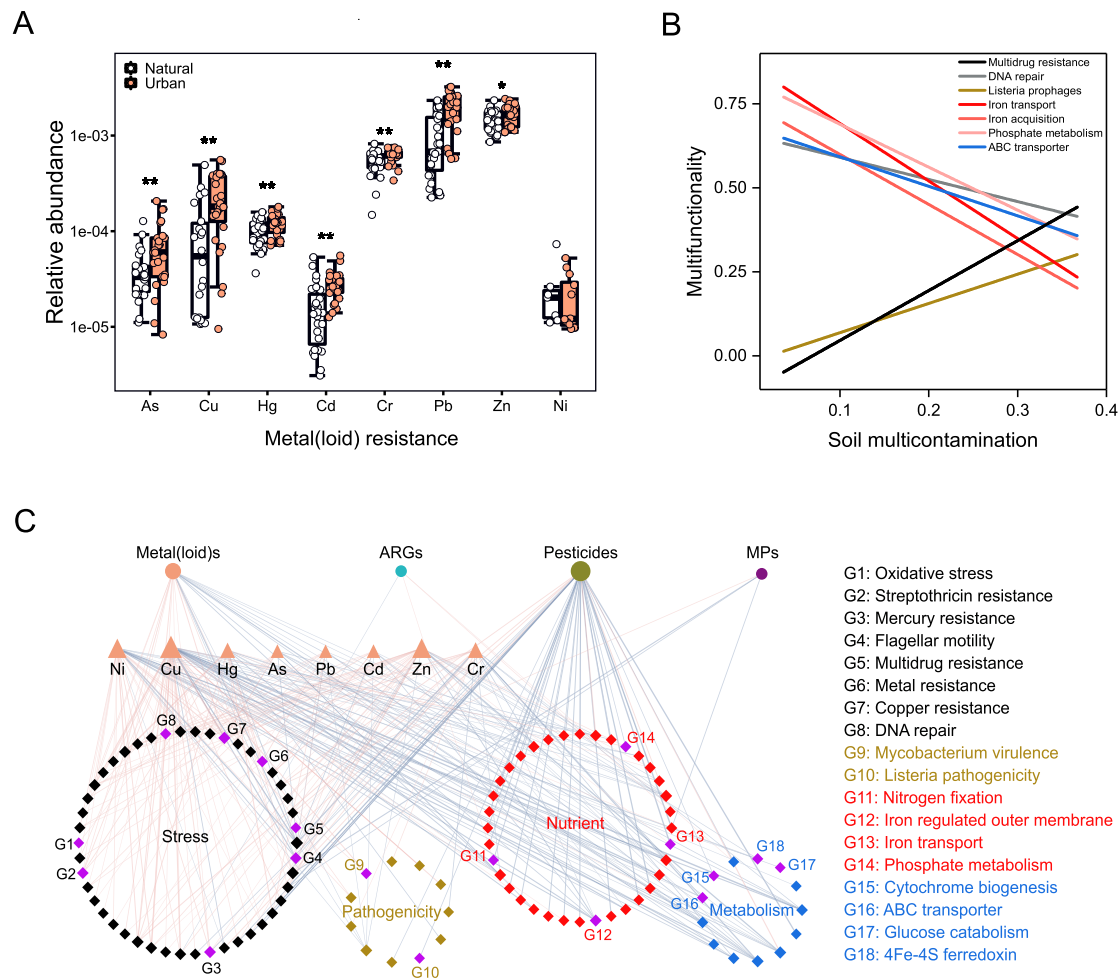 A
B
Natural
Urban
**
**
**
**
**
**
*
1e-03
1e-04
1e-05
Relative abundance
As
Cu
Hg
Cd
Cr
Pb
Zn
Ni
Metal(loid) resistance
Multidrug resistance
DNA repair
Listeria prophages
Iron transport
Iron acquisition
Phosphate metabolism
ABC transporter
0.75
0.50
0.25
0.00
Multifunctionality
0.1
0.2
0.3
0.4
Soil multicontamination
C
Metal(loid)s
ARGs
Pesticides
MPs
Ni
Cu
Hg
As
Pb
Cd
Zn
Cr
G8
G7
G6
G5
G4
G1
G2
G3
Stress
G9
Pathogenicity
G10
G14
Nutrient
G13
G11
G12
G18
G17
G15
G16
Metabolism
G1: Oxidative stress
G2: Streptothricin resistance
G3: Mercury resistance
G4: Flagellar motility
G5: Multidrug resistance
G6: Metal resistance
G7: Copper resistance
G8: DNA repair
G9: Mycobacterium virulence
G10: Listeria pathogenicity
G11: Nitrogen fixation
G12: Iron regulated outer membrane
G13: Iron transport
G14: Phosphate metabolism
G15: Cytochrome biogenesis
G16: ABC transporter
G17: Glucose catabolism
G18: 4Fe-4S ferredoxin